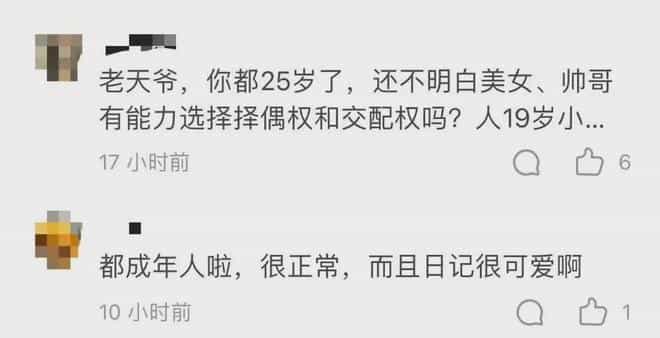 老天爷，你都25岁了，还不明白美女、帅哥
有能力选择择偶权和交配权吗？人19岁小...
17 小时前
6
都成年人啦，很正常，而且日记很可爱啊
10 小时前
1